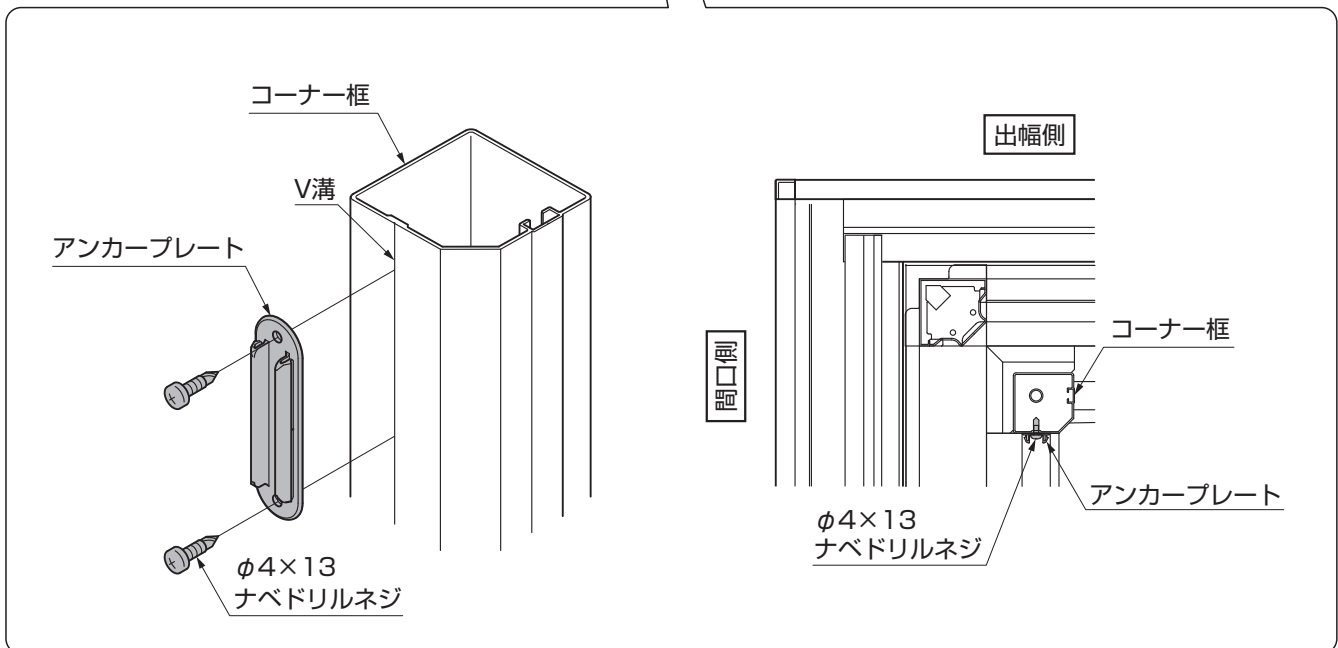 コーナー框
V溝
アンカープレート
φ4×13
ナベドリルネジ
出幅側
間口側
コーナー框
アンカープレート
φ4×13
ナベドリルネジ